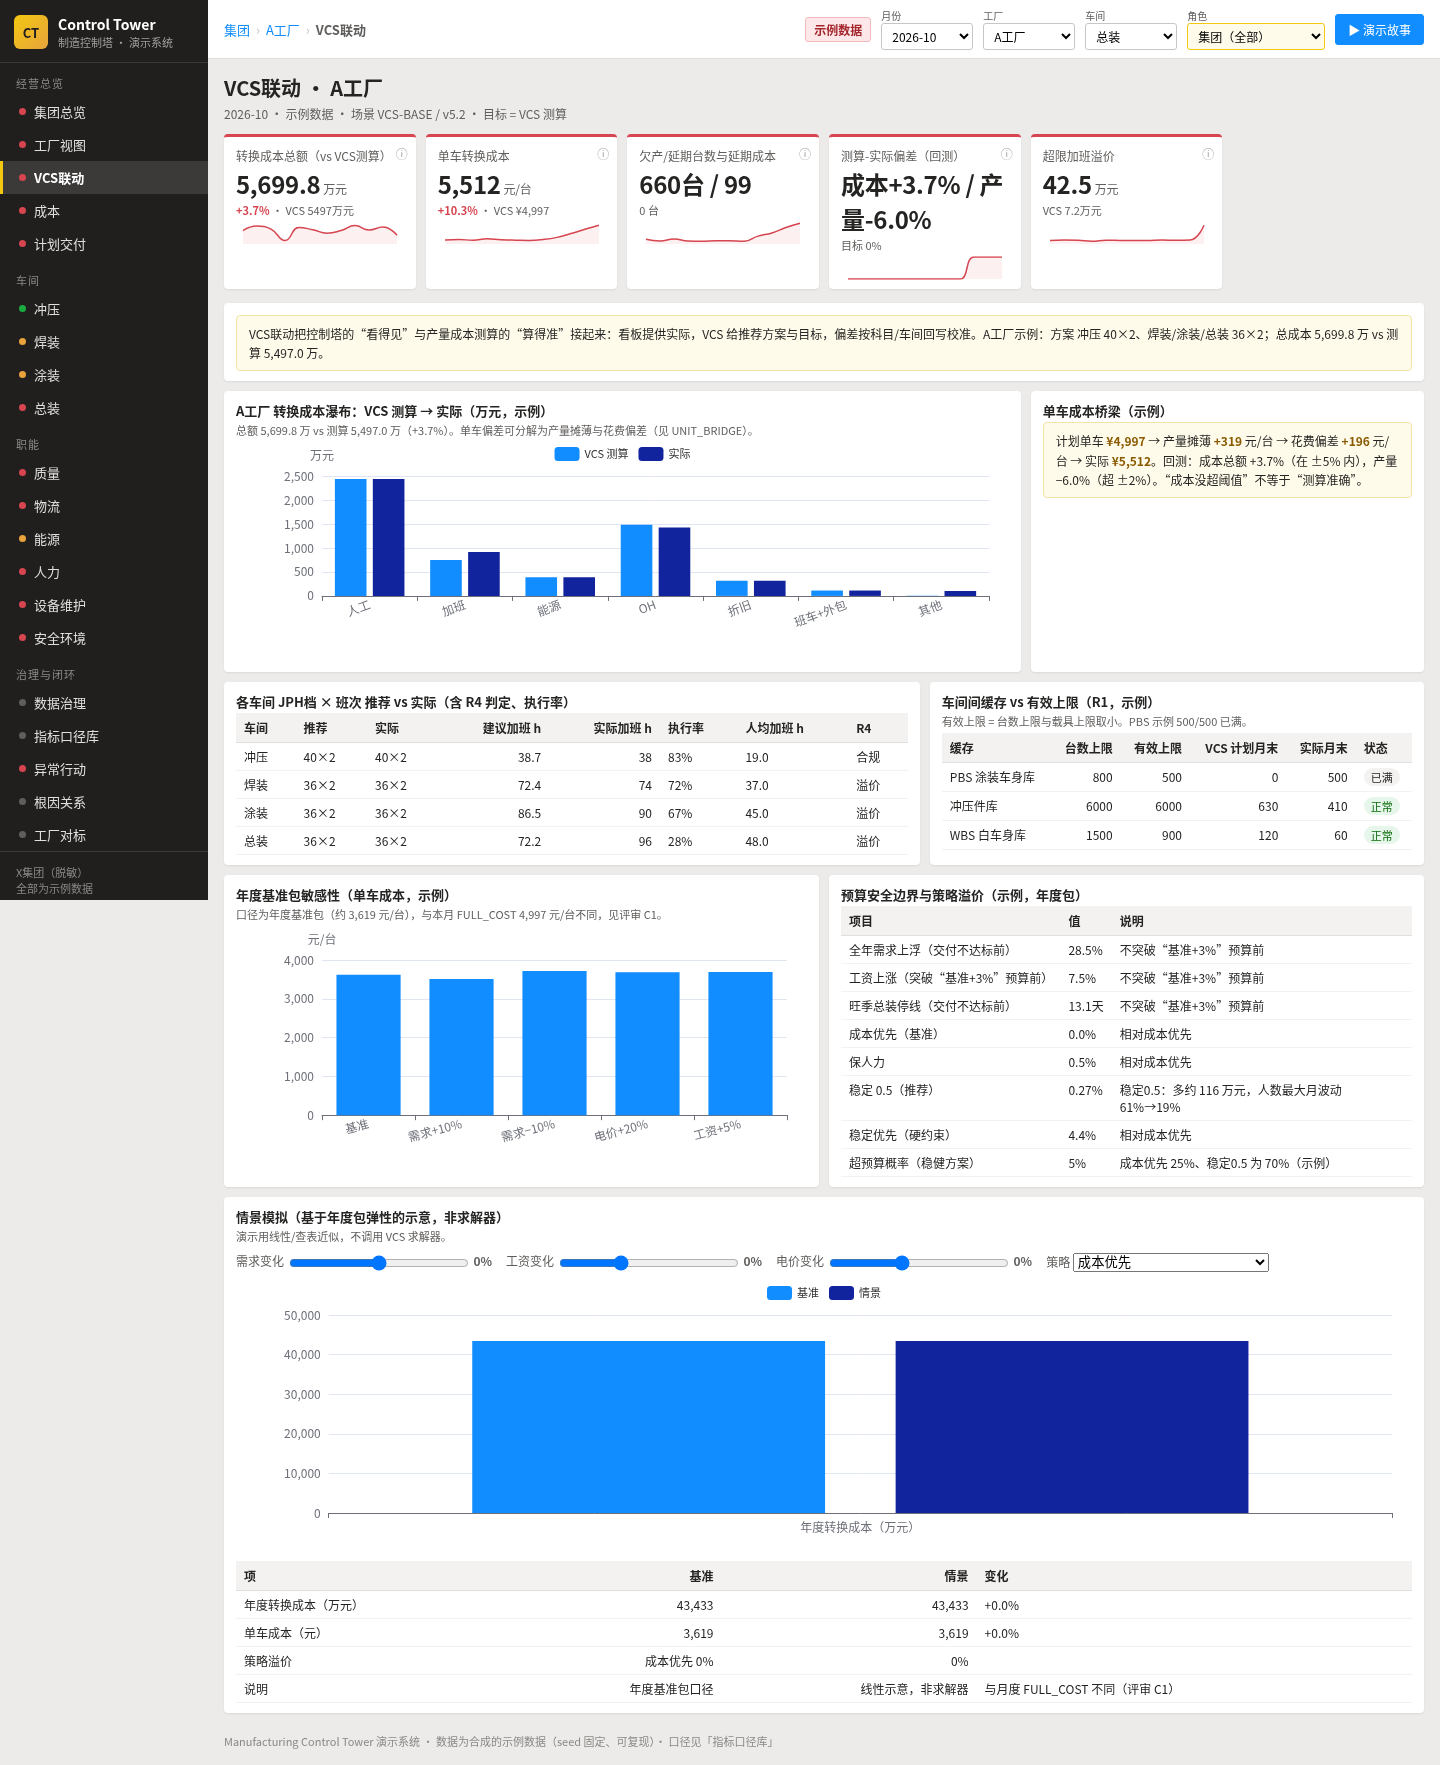 CT
Control Tower
制造控制塔 · 演示系统
经营总览
集团总览
工厂视图
VCS联动
成本
计划交付
车间
冲压
焊装
涂装
总装
职能
质量
物流
能源
人力
设备维护
安全环境
治理与闭环
数据治理
指标口径库
异常行动
根因关系
工厂对标
X集团（脱敏）
全部为示例数据
集团 › A工厂 › VCS联动
示例数据
月份
2026-10
工厂
A工厂
车间
总装
角色
集团（全部）
▶ 演示故事
VCS联动 · A工厂
2026-10 · 示例数据 · 场景 VCS-BASE / v5.2 · 目标 = VCS 测算
转换成本总额（vs VCS测算） ⓘ
5,699.8 万元
+3.7% · VCS 5497万元
单车转换成本 ⓘ
5,512 元/台
+10.3% · VCS ¥4,997
欠产/延期台数与延期成本 ⓘ
660台 / 99
0 台
测算-实际偏差（回测） ⓘ
成本+3.7% / 产
量-6.0%
目标 0%
超限加班溢价 ⓘ
42.5 万元
VCS 7.2万元
VCS联动把控制塔的“看得见”与产量成本测算的“算得准”接起来：看板提供实际，VCS 给推荐方案与目标，偏差按科目/车间回写校准。A工厂示例：方案 冲压 40×2、焊装/涂装/总装 36×2；总成本 5,699.8 万 vs 测
算 5,497.0 万。
A工厂 转换成本瀑布：VCS 测算 → 实际（万元，示例）
总额 5,699.8 万 vs 测算 5,497.0 万（+3.7%）。单车偏差可分解为产量摊薄与花费偏差（见 UNIT_BRIDGE）。
万元
VCS 测算 实际
2,500
2,000
1,500
1,000
500
0
人工 加班 能源 OH 折旧 班车+外包 其他
单车成本桥梁（示例）
计划单车 ¥4,997 → 产量摊薄 +319 元/台 → 花费偏差 +196 元/
台 → 实际 ¥5,512。回测：成本总额 +3.7%（在 ±5% 内），产量
−6.0%（超 ±2%）。“成本没超阈值”不等于“测算准确”。
各车间 JPH档 × 班次 推荐 vs 实际（含 R4 判定、执行率）
车间 推荐 实际 建议加班 h 实际加班 h 执行率 人均加班 h R4
冲压 40×2 40×2 38.7 38 83% 19.0 合规
焊装 36×2 36×2 72.4 74 72% 37.0 溢价
涂装 36×2 36×2 86.5 90 67% 45.0 溢价
总装 36×2 36×2 72.2 96 28% 48.0 溢价
车间间缓存 vs 有效上限（R1，示例）
有效上限 = 台数上限与载具上限取小。PBS 示例 500/500 已满。
缓存 台数上限 有效上限 VCS 计划月末 实际月末 状态
PBS 涂装车身库 800 500 0 500 已满
冲压件库 6000 6000 630 410 正常
WBS 白车身库 1500 900 120 60 正常
年度基准包敏感性（单车成本，示例）
口径为年度基准包（约 3,619 元/台），与本月 FULL_COST 4,997 元/台不同，见评审 C1。
元/台
4,000
3,000
2,000
1,000
0
基准 需求+10% 需求−10% 电价+20% 工资+5%
预算安全边界与策略溢价（示例，年度包）
项目 值 说明
全年需求上浮（交付不达标前） 28.5% 不突破“基准+3%”预算前
工资上涨（突破“基准+3%”预算前） 7.5% 不突破“基准+3%”预算前
旺季总装停线（交付不达标前） 13.1天 不突破“基准+3%”预算前
成本优先（基准） 0.0% 相对成本优先
保人力 0.5% 相对成本优先
稳定 0.5（推荐） 0.27% 稳定0.5：多约 116 万元，人数最大月波动
61%→19%
稳定优先（硬约束） 4.4% 相对成本优先
超预算概率（稳健方案） 5% 成本优先 25%、稳定0.5 为 70%（示例）
情景模拟（基于年度包弹性的示意，非求解器）
演示用线性/查表近似，不调用 VCS 求解器。
需求变化 0% 工资变化 0% 电价变化 0% 策略 成本优先
基准 情景
50,000
40,000
30,000
20,000
10,000
0
年度转换成本（万元）
项 基准 情景 变化
年度转换成本（万元） 43,433 43,433 +0.0%
单车成本（元） 3,619 3,619 +0.0%
策略溢价 成本优先 0% 0%
说明 年度基准包口径 线性示意，非求解器 与月度 FULL_COST 不同（评审 C1）
Manufacturing Control Tower 演示系统 · 数据为合成的示例数据（seed 固定、可复现）· 口径见「指标口径库」